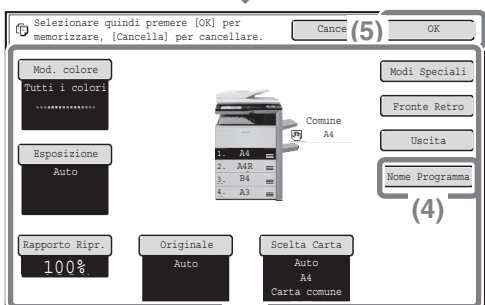 Selezionare quindi premere [OK] per
memorizzare, [Cancella] per cancellare.
Cance
(5)
OK
Mod. colore
Tutti i colori
Esposizione
Auto
Comune
A4
1. A4
2. A4R
3. B4
4. A3
Modi Speciali
Fronte Retro
Uscita
Nome Programma
(4)
Rapporto Ripr.
100%
Originale
Auto
Scelta Carta
Auto
A4
Carta comune